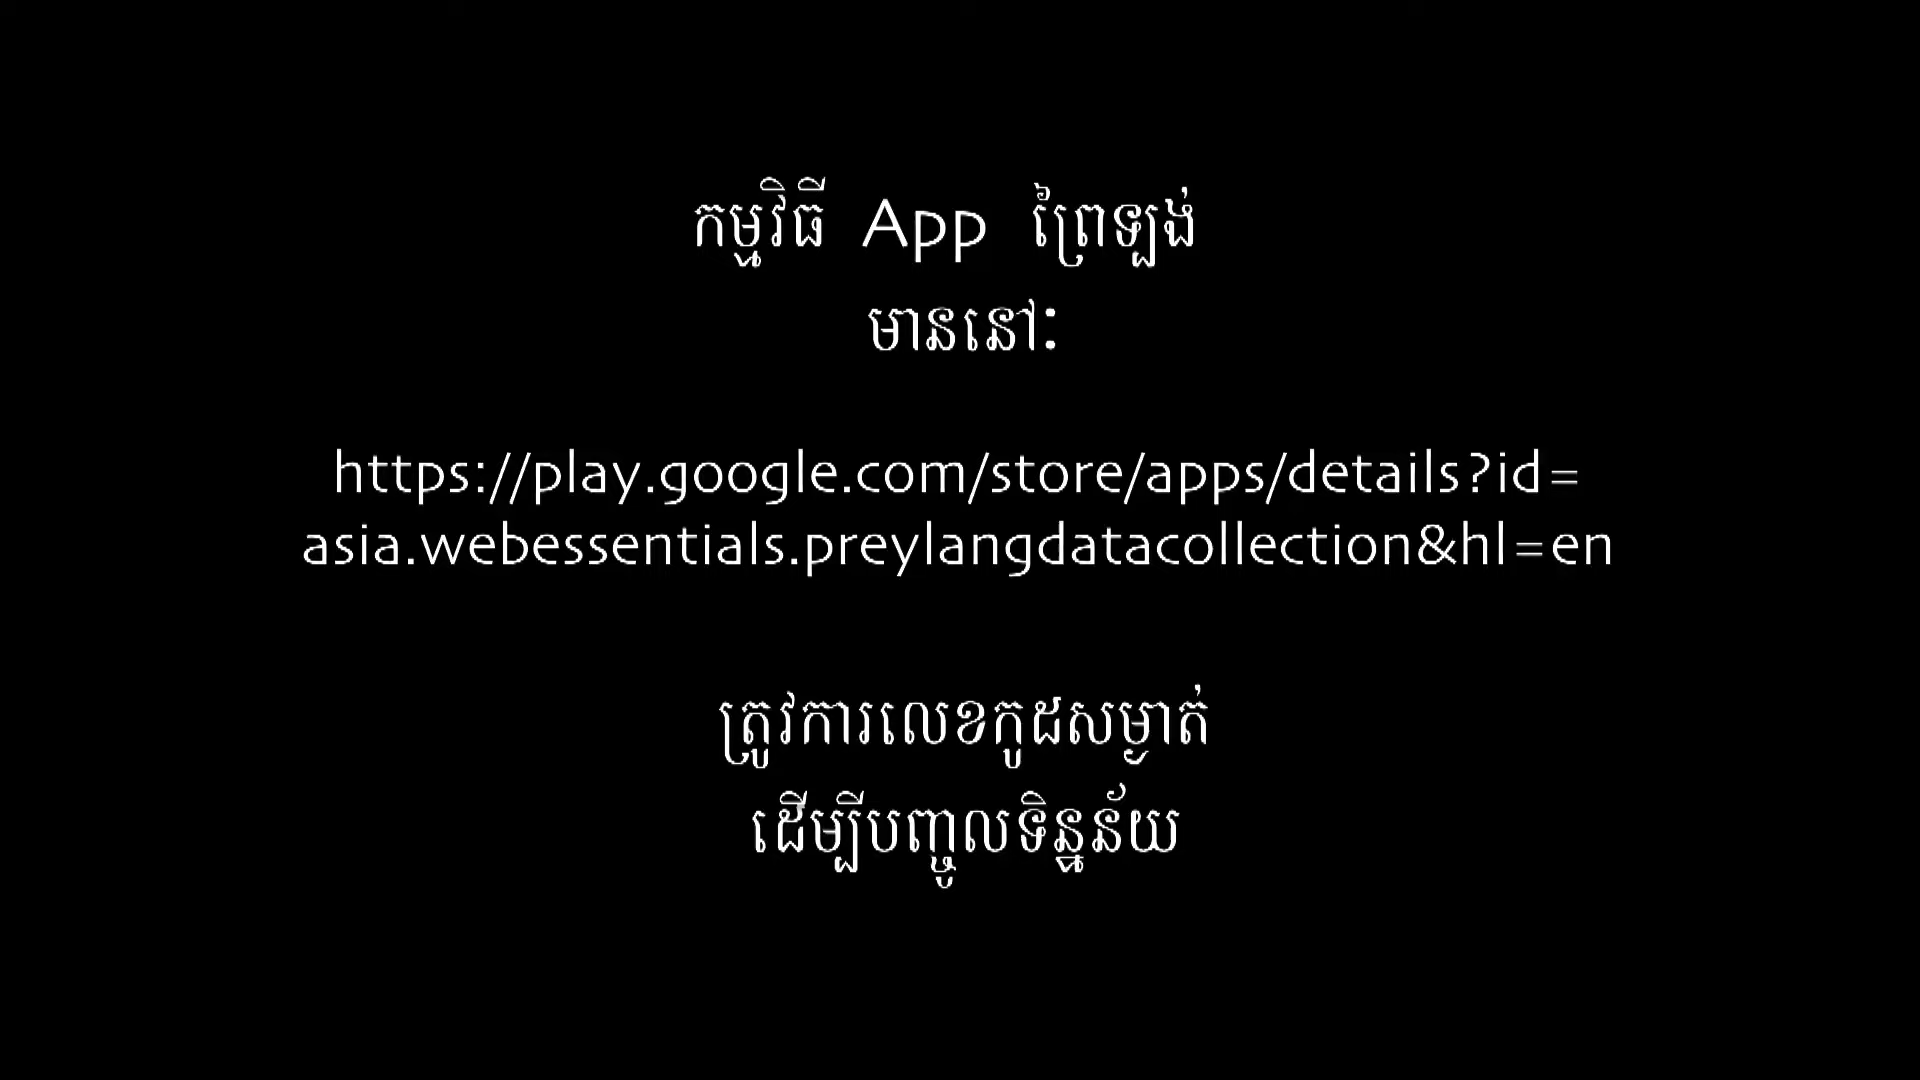 កម្មវិធី App ព្រៃឡង់
មាននៅ:
https://play.google.com/store/apps/details?id=
asia.webessentials.preylangdatacollection&hl=en
ត្រូវការលេខកូដសម្ងាត់
ដើម្បីបញ្ចូលទិន្នន័យ